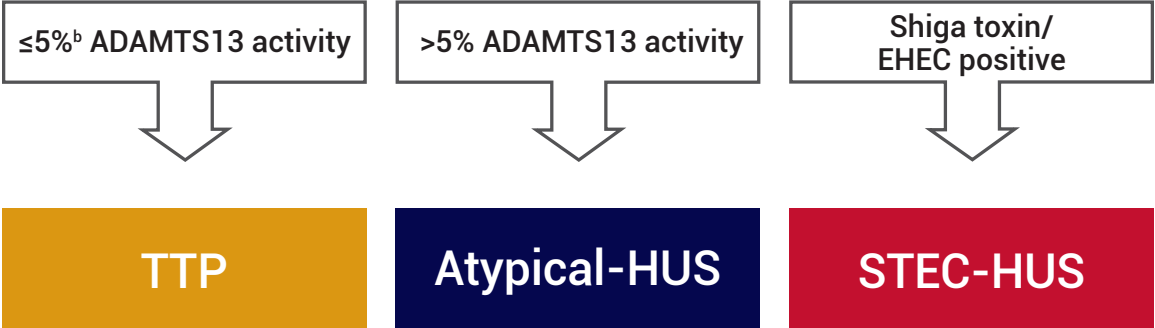 ≤5%ᵇ ADAMTS13 activity
>5% ADAMTS13 activity
Shiga toxin/
EHEC positive
TTP
Atypical-HUS
STEC-HUS